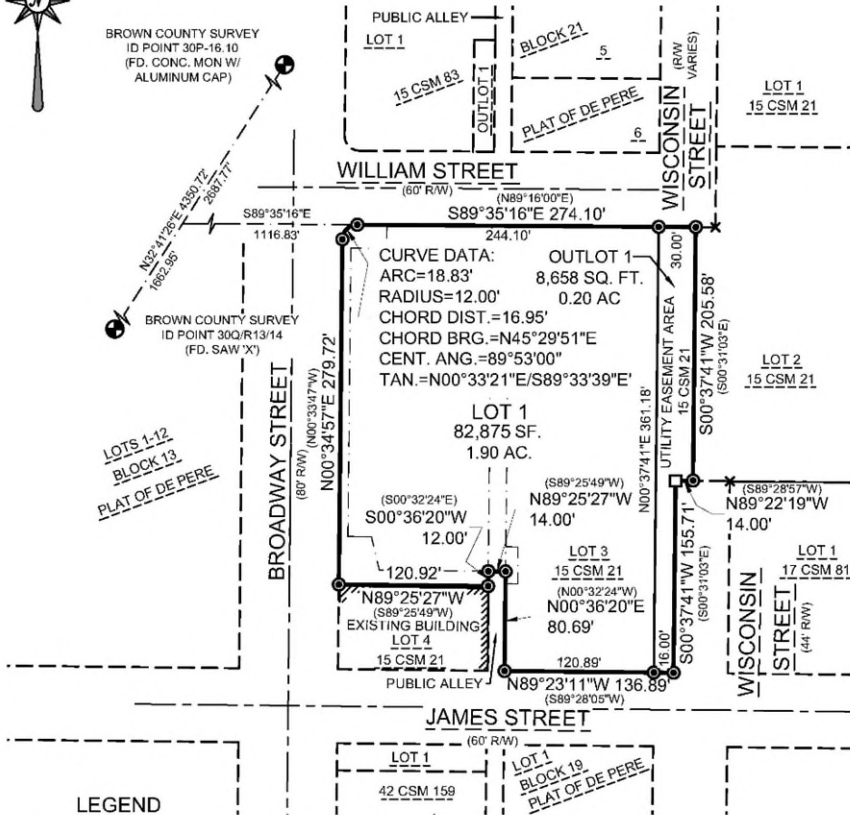 N
BROWN COUNTY SURVEY
ID POINT 30P-16.10
(FD. CONC. MON W/
ALUMINUM CAP)
PUBLIC ALLEY
LOT 1
15 CSM 83
OUTLOT 1
BLOCK 21
5
PLAT OF DE PERE
6
(R/W
VARIES)
WISCONSIN
STREET
LOT 1
15 CSM 21
WILLIAM STREET
(60' R/W)
(N89°16'00"E)
S89°35'16"E
1116.83'
S89°35'16"E 274.10'
244.10'
30.00'
N32°41'26"E 4350.72'
2687.77'
1662.95'
BROWN COUNTY SURVEY
ID POINT 30Q/R13/14
(FD. SAW 'X')
CURVE DATA:
ARC=18.83'
RADIUS=12.00'
CHORD DIST.=16.95'
CHORD BRG.=N45°29'51"E
CENT. ANG.=89°53'00"
TAN.=N00°33'21"E/S89°33'39"E'
OUTLOT 1
8,658 SQ. FT.
0.20 AC
UTILITY EASEMENT AREA
15 CSM 21
S00°37'41"W 205.58'
(S00°31'03"E)
LOT 2
15 CSM 21
LOT 1
82,875 SF.
1.90 AC.
N00°37'41"E 361.18'
BROADWAY STREET
(80' R/W)
(N00°33'47"W)
N00°34'57"E 279.72'
LOTS 1-12
BLOCK 13
PLAT OF DE PERE
(S00°32'24"E)
S00°36'20"W
12.00'
(S89°25'49"W)
N89°25'27"W
14.00'
(S89°28'57"W)
N89°22'19"W
14.00'
LOT 3
15 CSM 21
(N00°32'24"W)
N00°36'20"E
80.69'
S00°37'41"W 155.71'
(S00°31'03"E)
LOT 1
17 CSM 81
WISCONSIN
STREET
(44' R/W)
120.92'
N89°25'27"W
(S89°25'49"W)
EXISTING BUILDING
LOT 4
15 CSM 21
PUBLIC ALLEY
120.89'
16.00'
N89°23'11"W 136.89'
(S89°28'05"W)
JAMES STREET
(60' R/W)
LOT 1
42 CSM 159
LOT 1
BLOCK 19
PLAT OF DE PERE
LEGEND